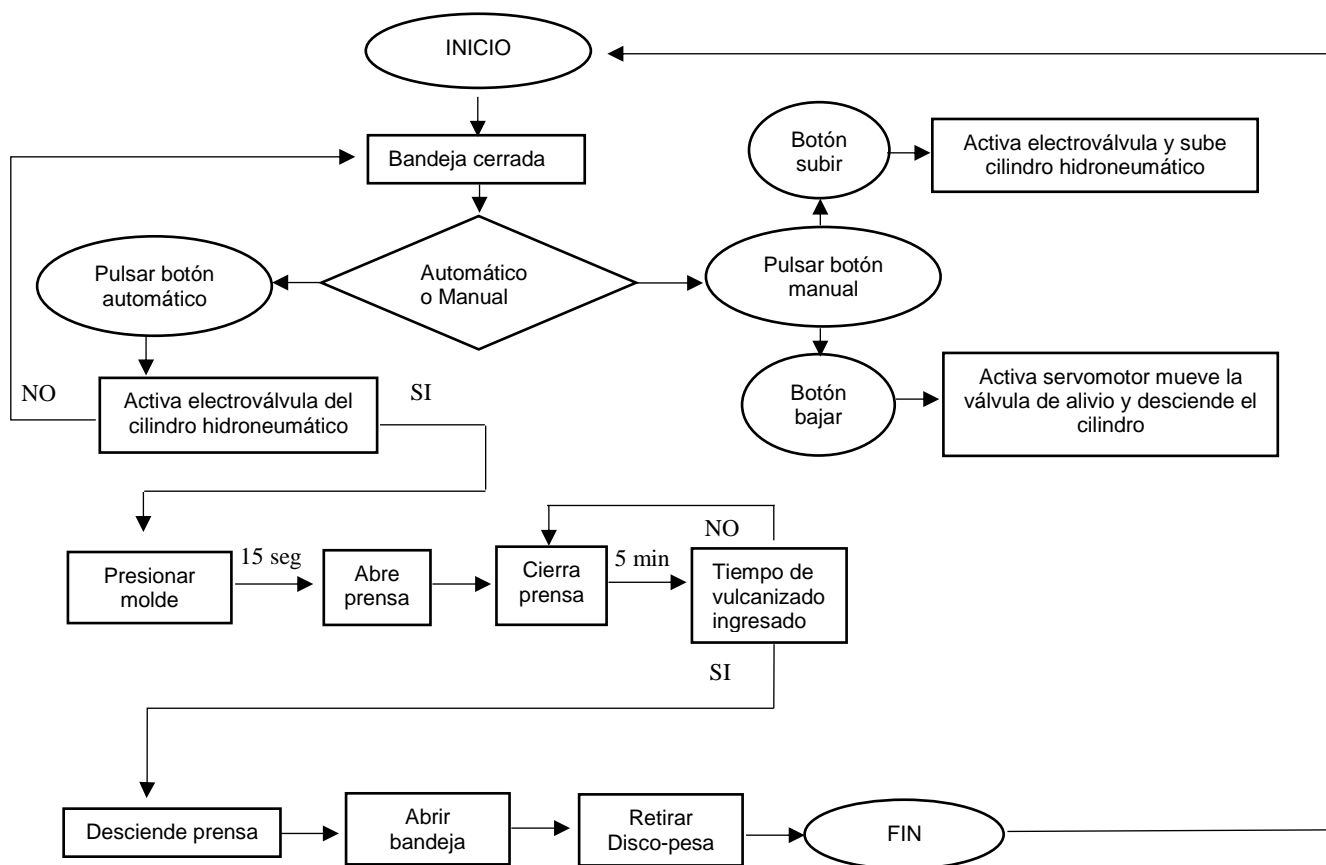 INICIO
Bandeja cerrada
Botón
subir
Activa electroválvula y sube
cilindro hidroneumático
Pulsar botón
automático
Automático
o Manual
Pulsar botón
manual
NO
Activa electroválvula del
cilindro hidroneumático
SI
Botón
bajar
Activa servomotor mueve la
válvula de alivio y desciende el
cilindro
Presionar
molde
15 seg
Abre
prensa
Cierra
prensa
5 min
NO
Tiempo de
vulcanizado
ingresado
SI
Desciende prensa
Abrir
bandeja
Retirar
Disco-pesa
FIN